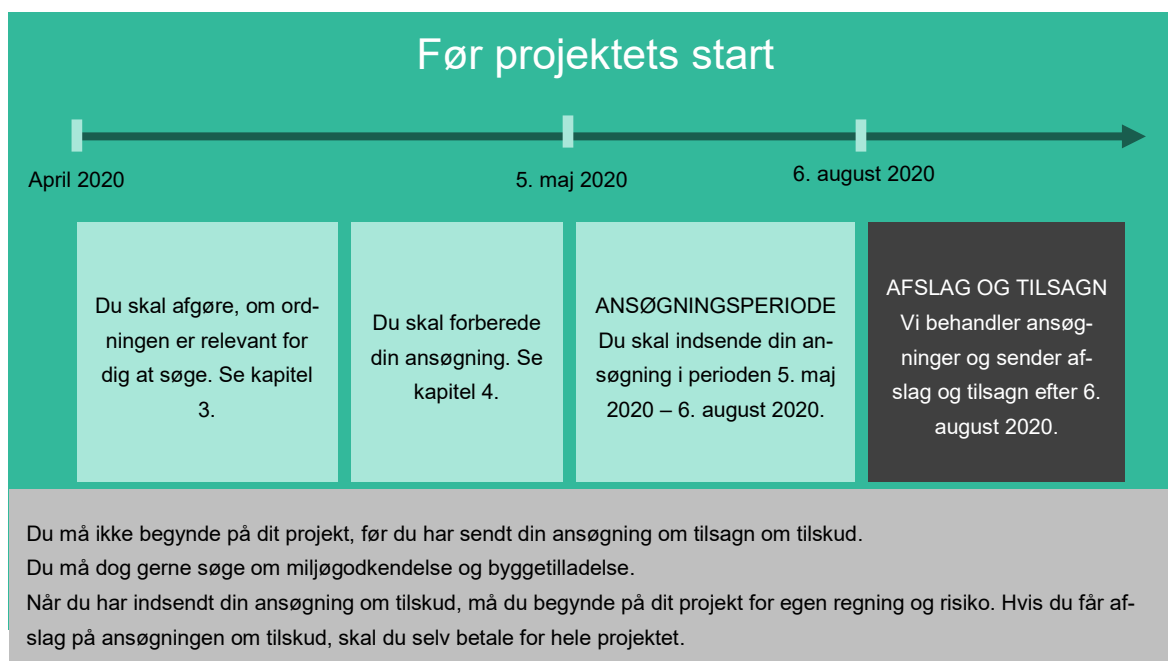 Før projektets start
April 2020
5. maj 2020
6. august 2020
Du skal afgøre, om ord-
ningen er relevant for
dig at søge. Se kapitel
3.
Du skal forberede
din ansøgning. Se
kapitel 4.
ANSØGNINGSPERIODE
Du skal indsende din an-
søgning i perioden 5. maj
2020 – 6. august 2020.
AFSLAG OG TILSAGN
Vi behandler ansøg-
ninger og sender af-
slag og tilsagn efter 6.
august 2020.
Du må ikke begynde på dit projekt, før du har sendt din ansøgning om tilsagn om tilskud.
Du må dog gerne søge om miljøgodkendelse og byggetilladelse.
Når du har indsendt din ansøgning om tilskud, må du begynde på dit projekt for egen regning og risiko. Hvis du får af-
slag på ansøgningen om tilskud, skal du selv betale for hele projektet.